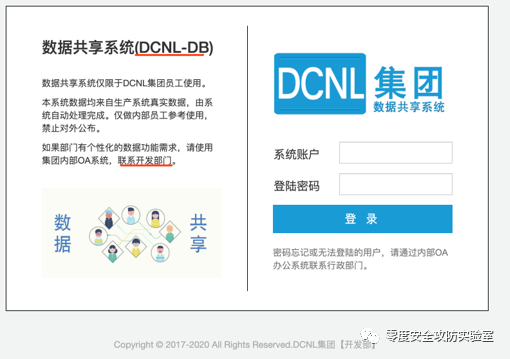 数据共享系统(DCNL-DB)
数据共享系统仅限于DCNL集团员工使用。
本系统数据均来自生产系统真实数据，由系
统自动处理完成。仅做内部员工参考使用，
禁止对外公布。
如果部门有个性化的数据功能需求，请使用
集团内部OA系统，联系开发部门。
数据
共享
DCNL 集团
数据共享系统
系统账户
登陆密码
登 录
密码忘记或无法登陆的用户，请通过内部OA
办公系统联系行政部门。
零度安全攻防实验室
Copyright © 2017-2020 All Rights Reserved.DCNL集团【开发部】